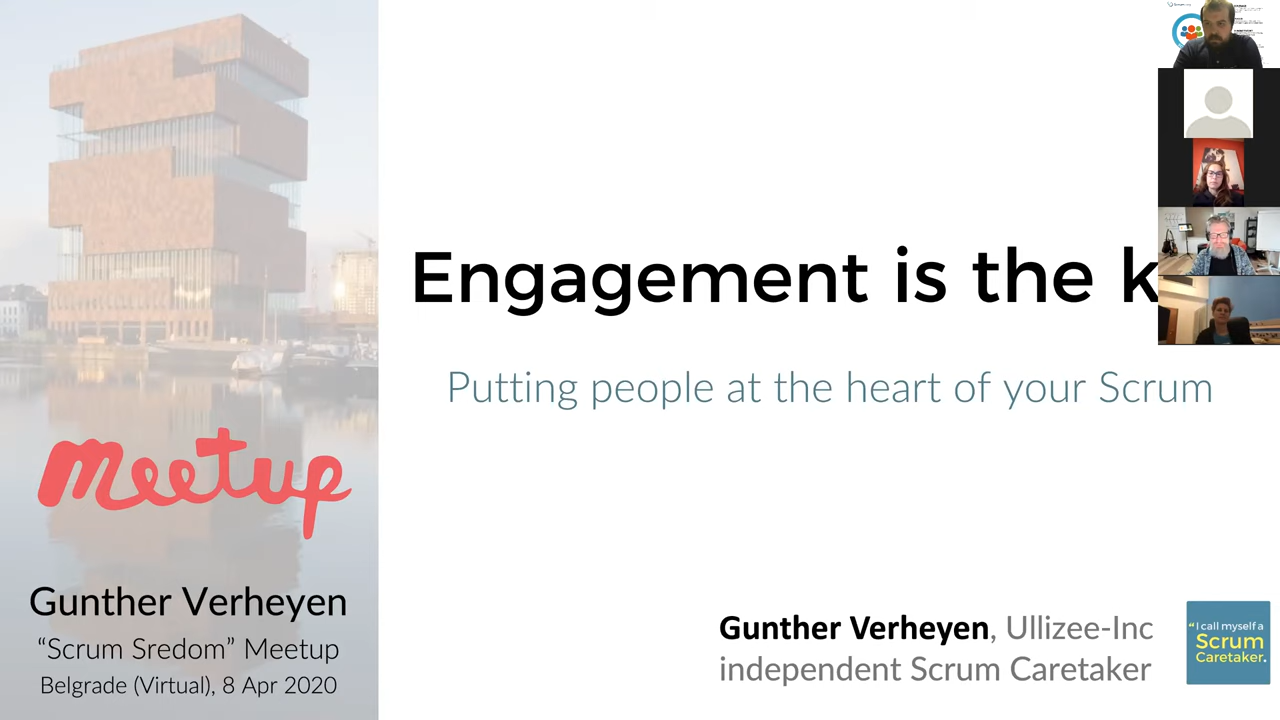 meetup
Gunther Verheyen
“Scrum Sredom” Meetup
Belgrade (Virtual), 8 Apr 2020
Engagement is the k
Putting people at the heart of your Scrum
Gunther Verheyen, Ullizee-Inc
independent Scrum Caretaker
“I call myself a
Scrum
Caretaker.